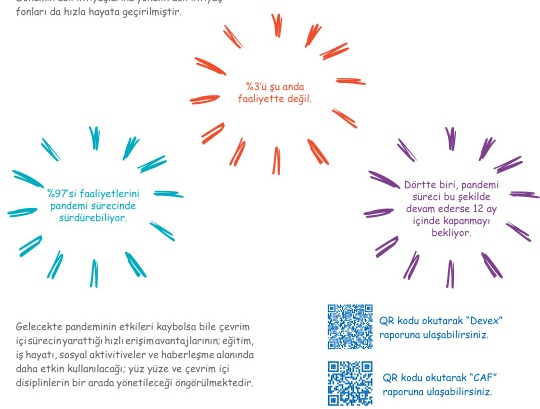 fonları da hızla hayata geçirilmiştir.
%3'ü şu anda
faaliyette değil.
%97'si faaliyetlerini
pandemi sürecinde
sürdürebiliyor.
Dörtte biri, pandemi
süreci bu şekilde
devam ederse 12 ay
içinde kapanmayı
bekliyor.
Gelecekte pandeminin etkileri kaybolsa bile çevrim
içi sürecin yarattığı hızlı erişim avantajlarının; eğitim,
iş hayatı, sosyal aktivitiveler ve haberleşme alanında
daha etkin kullanılacağı; yüz yüze ve çevrim içi
disiplinlerin bir arada yönetileceği öngörülmektedir.
QR kodu okutarak "Devex"
raporuna ulaşabilirsiniz.
QR kodu okutarak "CAF"
raporuna ulaşabilirsiniz.